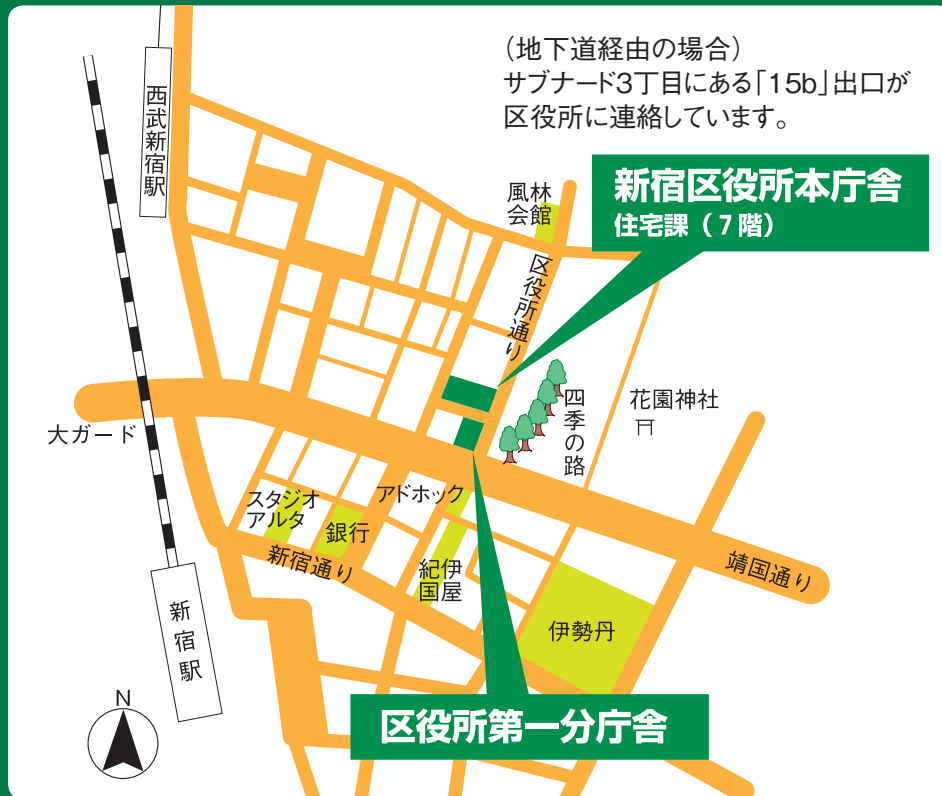 (地下道経由の場合)
サブナード3丁目にある「15b」出口が
区役所に連絡しています。
西武新宿駅
新宿区役所本庁舎
住宅課（7階）
風林
会館
区役所通り
四季の路
花園神社
大ガード
スタジオ
アルタ
銀行
アドホック
新宿通り
紀伊
国屋
靖国通り
伊勢丹
新宿駅
区役所第一分庁舎
N